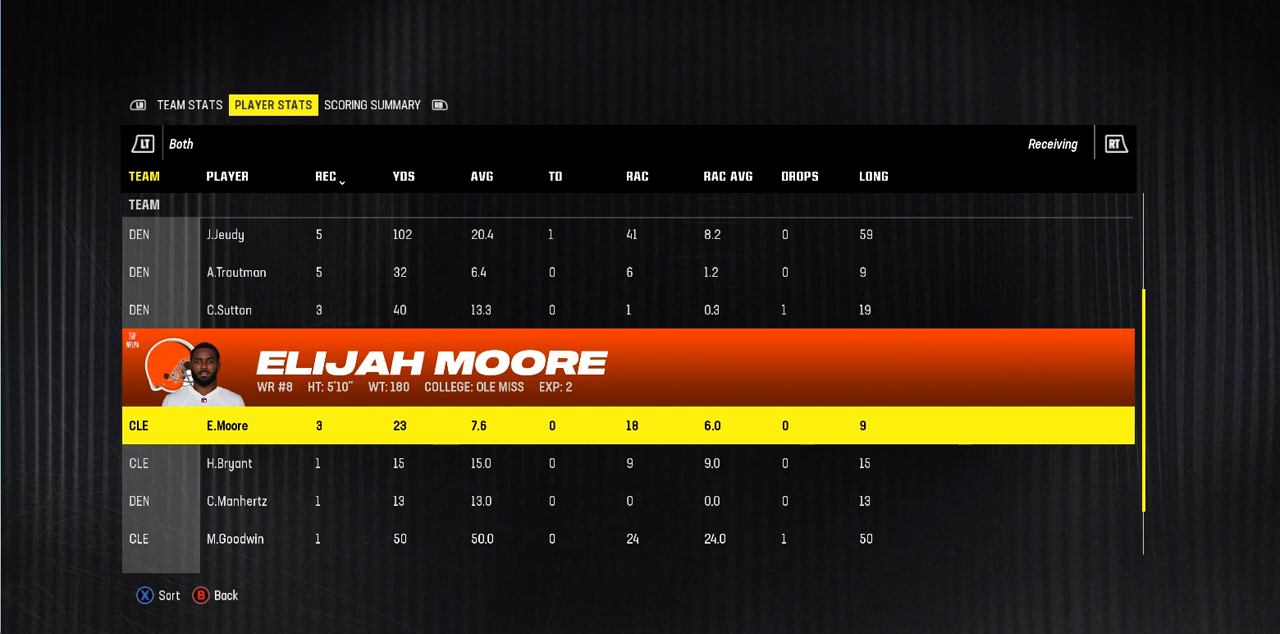 LB TEAM STATS PLAYER STATS SCORING SUMMARY RB
LT Both Receiving RT
TEAM PLAYER REC YDS AVG TD RAC RAC AVG DROPS LONG
TEAM
DEN J.Jeudy 5 102 20.4 1 41 8.2 0 59
DEN A.Trautman 5 32 6.4 0 6 1.2 0 9
DEN C.Sutton 3 40 13.3 0 1 0.3 1 19
ELIJAH MOORE
WR #8 HT: 5'10" WT: 180 COLLEGE: OLE MISS EXP: 2
CLE E.Moore 3 23 7.6 0 18 6.0 0 9
CLE H.Bryant 1 15 15.0 0 9 9.0 0 15
DEN C.Manhertz 1 13 13.0 0 0 0.0 0 13
CLE M.Goodwin 1 50 50.0 0 24 24.0 1 50
X Sort B Back